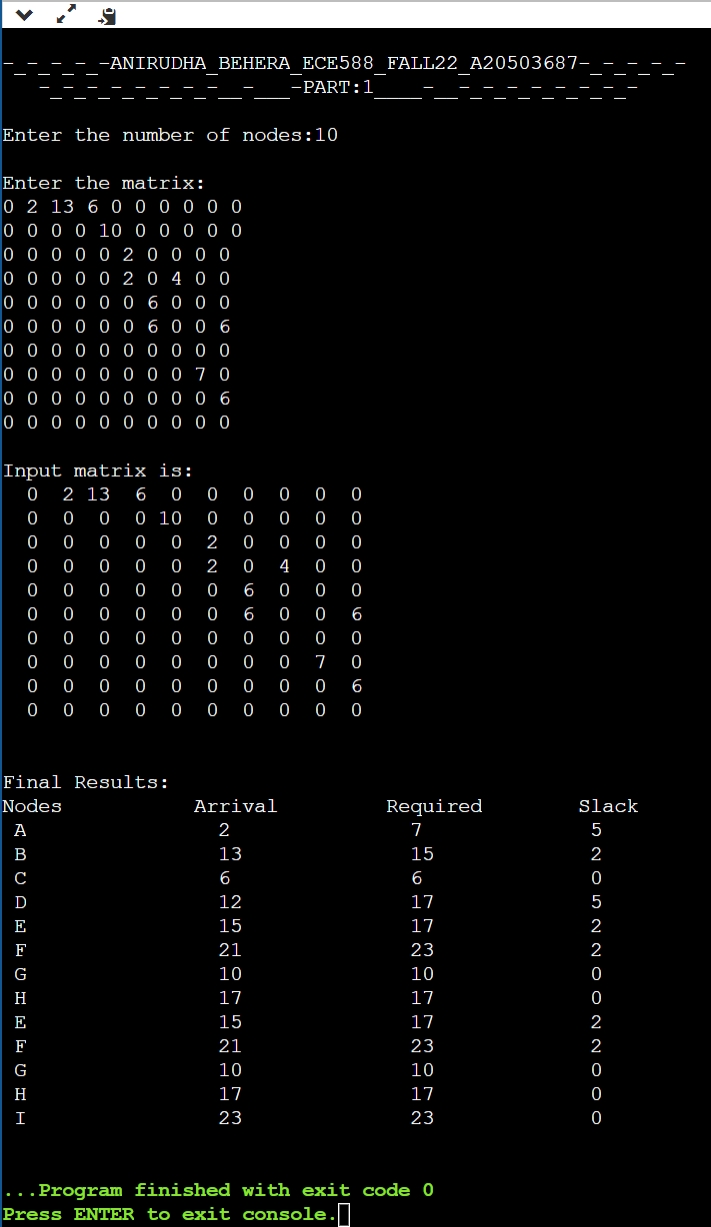 -_-_-_-_-ANIRUDHA_BEHERA_ECE588_FALL22_A20503687-_-_-_-_-
-_-_-_-_-_-_-_-__-___-PART:1____-__-_-_-_-_-_-_-
Enter the number of nodes:10
Enter the matrix:
0 2 13 6 0 0 0 0 0 0
0 0 0 0 10 0 0 0 0 0
0 0 0 0 0 2 0 0 0 0
0 0 0 0 0 2 0 4 0 0
0 0 0 0 0 0 6 0 0 0
0 0 0 0 0 0 6 0 0 6
0 0 0 0 0 0 0 0 0 0
0 0 0 0 0 0 0 0 7 0
0 0 0 0 0 0 0 0 0 6
0 0 0 0 0 0 0 0 0 0
Input matrix is:
0 2 13 6 0 0 0 0 0 0
0 0 0 0 10 0 0 0 0 0
0 0 0 0 0 2 0 0 0 0
0 0 0 0 0 2 0 4 0 0
0 0 0 0 0 0 6 0 0 0
0 0 0 0 0 0 6 0 0 6
0 0 0 0 0 0 0 0 0 0
0 0 0 0 0 0 0 0 7 0
0 0 0 0 0 0 0 0 0 6
0 0 0 0 0 0 0 0 0 0
Final Results:
Nodes Arrival Required Slack
A 2 7 5
B 13 15 2
C 6 6 0
D 12 17 5
E 15 17 2
F 21 23 2
G 10 10 0
H 17 17 0
E 15 17 2
F 21 23 2
G 10 10 0
H 17 17 0
I 23 23 0
...Program finished with exit code 0
Press ENTER to exit console.